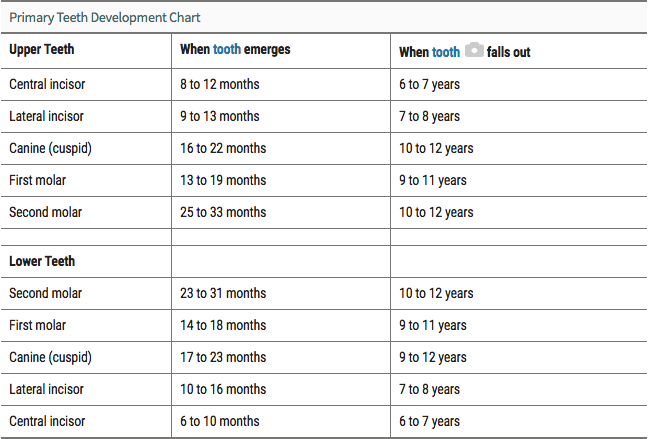 Primary Teeth Development Chart
Upper Teeth When tooth emerges When tooth falls out
Central incisor 8 to 12 months 6 to 7 years
Lateral incisor 9 to 13 months 7 to 8 years
Canine (cuspid) 16 to 22 months 10 to 12 years
First molar 13 to 19 months 9 to 11 years
Second molar 25 to 33 months 10 to 12 years
Lower Teeth
Second molar 23 to 31 months 10 to 12 years
First molar 14 to 18 months 9 to 11 years
Canine (cuspid) 17 to 23 months 9 to 12 years
Lateral incisor 10 to 16 months 7 to 8 years
Central incisor 6 to 10 months 6 to 7 years